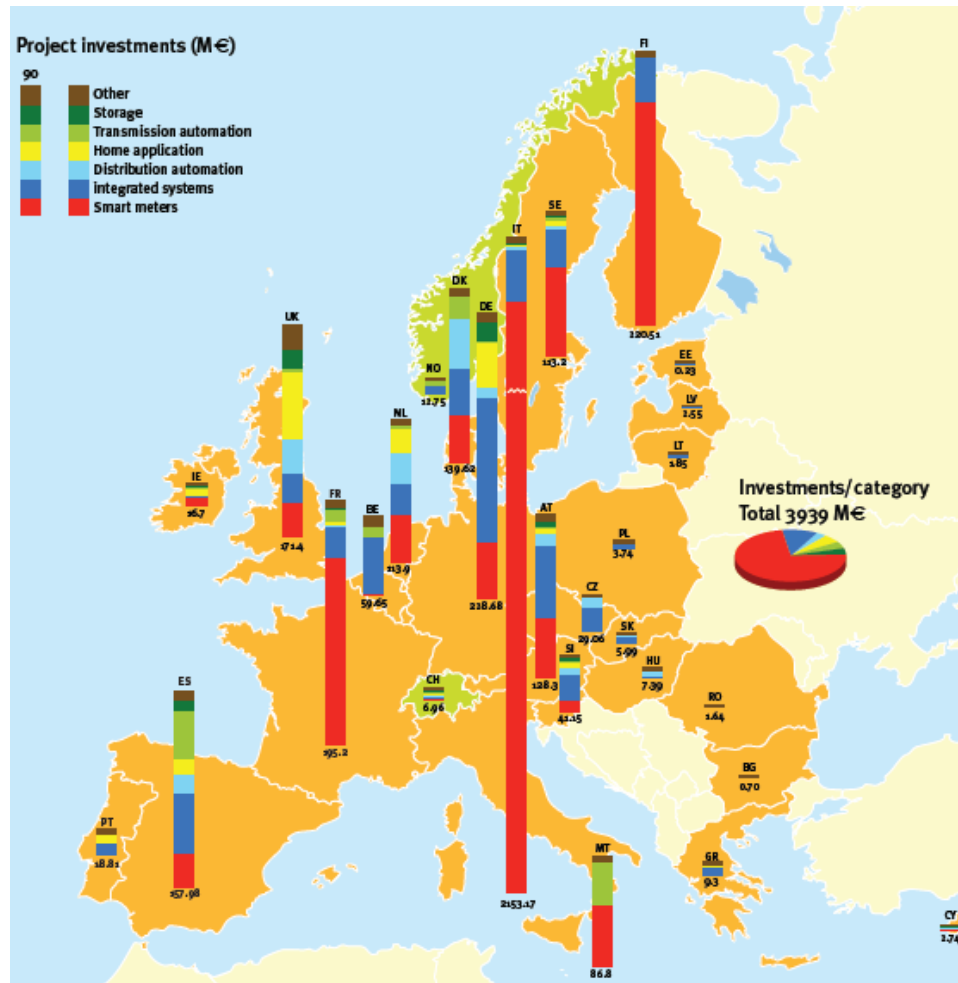 Project investments (M€)
90
Other
Storage
Transmission automation
Home application
Distribution automation
integrated systems
Smart meters
FI
220.51
SE
113.2
IT
2153.17
DK
139.62
DE
228.68
UK
171.4
NO
12.75
EE
0.23
LV
2.55
LT
1.85
NL
113.9
IE
16.7
FR
195.2
BE
59.65
AT
128.3
PL
3.74
Investments/category
Total 3939 M€
CZ
29.06
SK
5.99
SI
41.15
HU
7.39
CH
6.96
ES
157.98
RO
1.64
BG
0.70
PT
18.81
MT
86.8
GR
9.3
CY
2.74